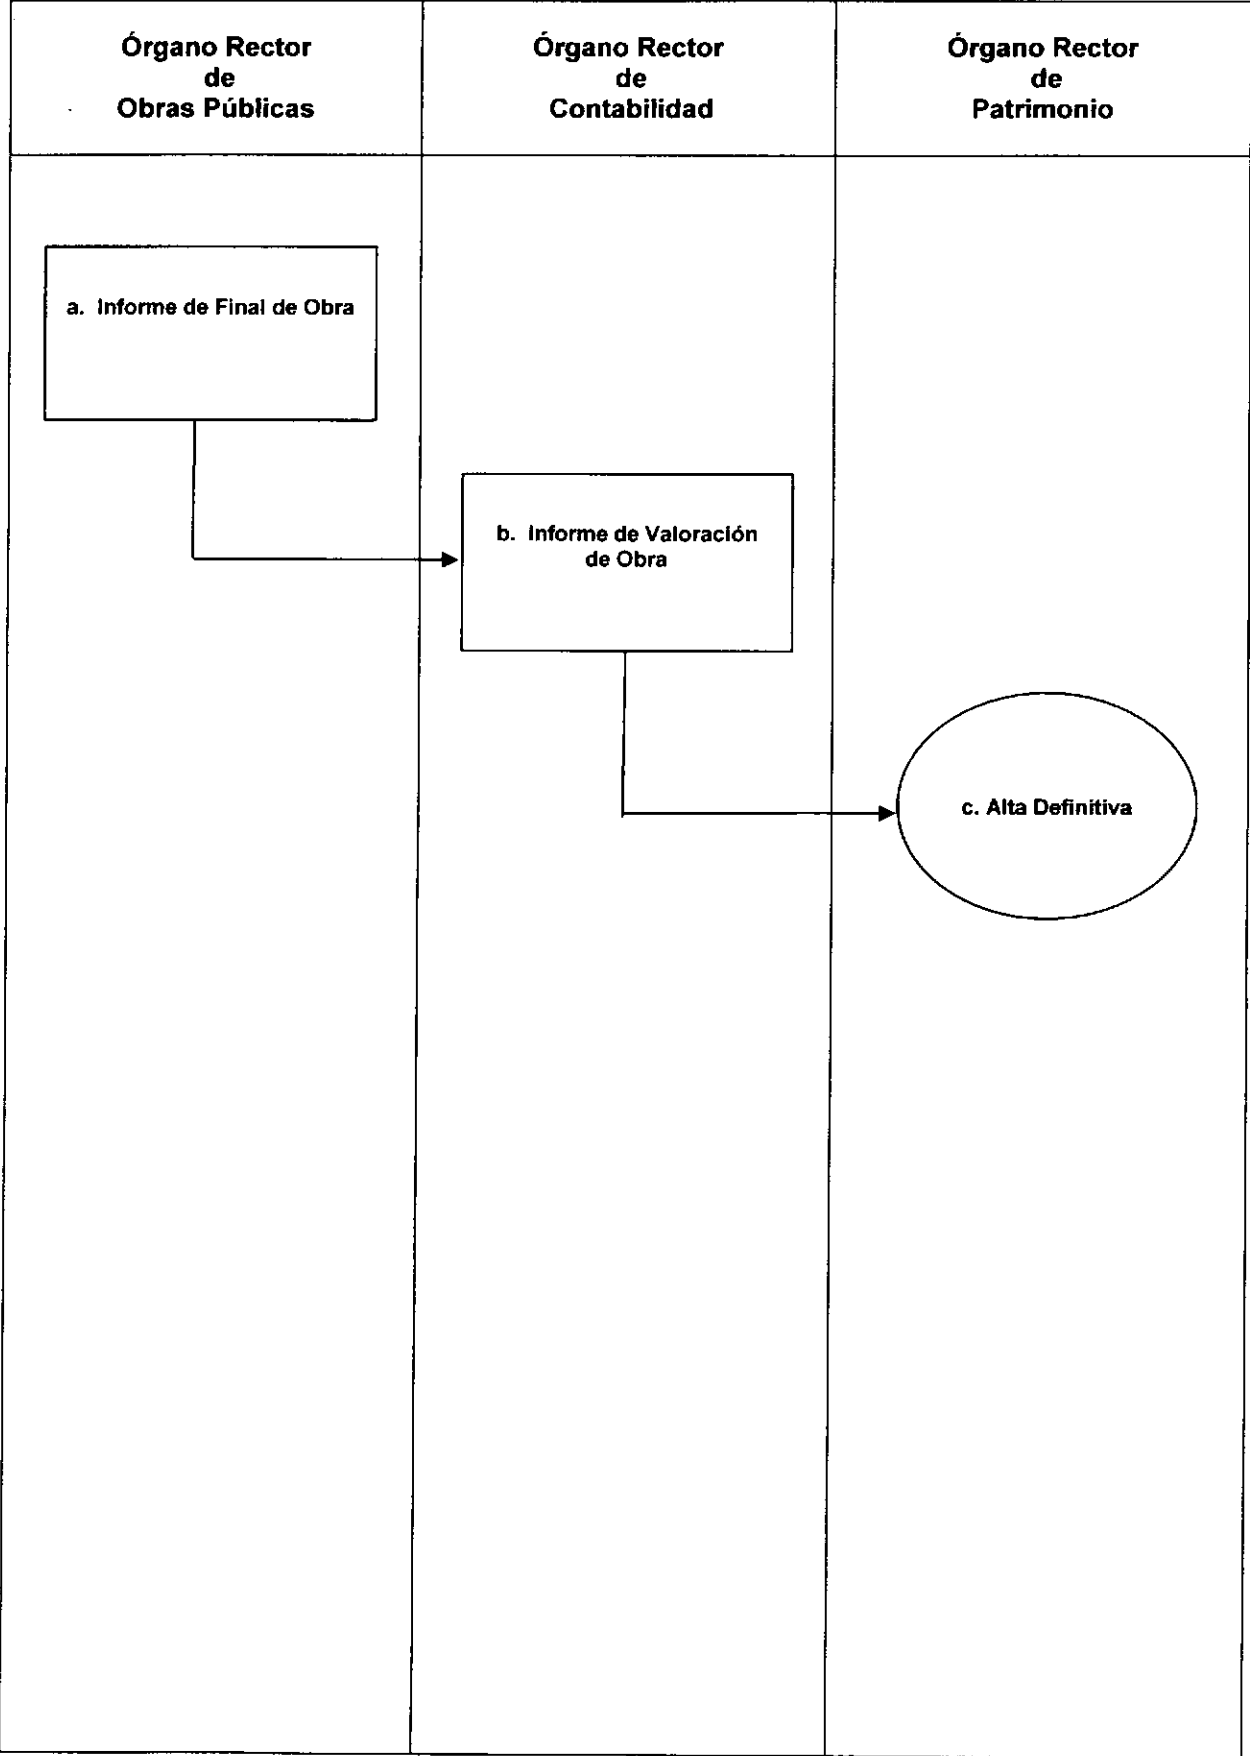 Órgano Rector
de
Obras Públicas
Órgano Rector
de
Contabilidad
Órgano Rector
de
Patrimonio
a. Informe de Final de Obra
b. Informe de Valoración
de Obra
c. Alta Definitiva